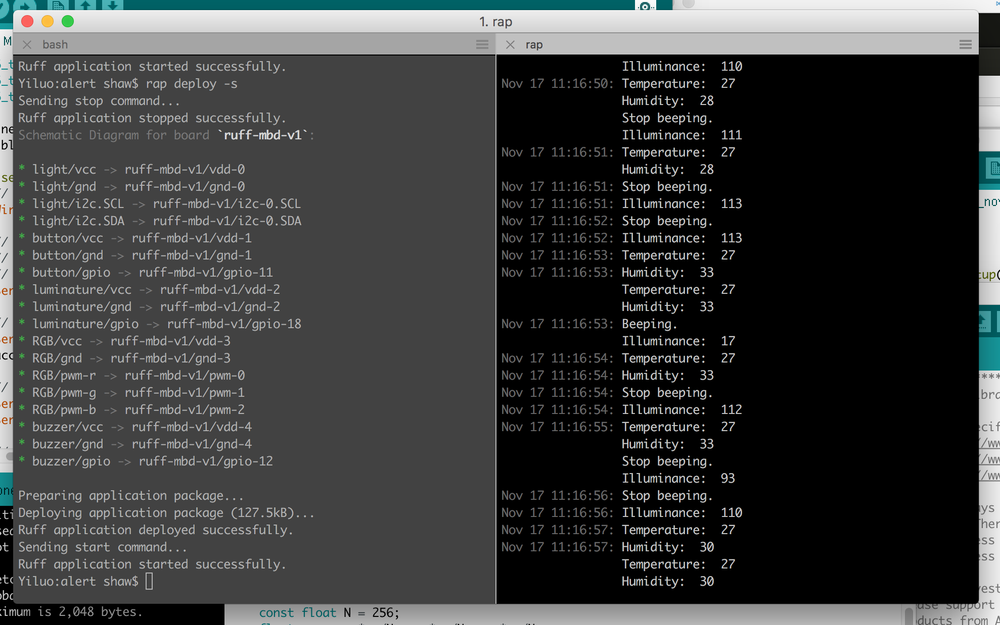 1. rap
bash
Ruff application started successfully.
Yiluo:alert shaw$ rap deploy -s
Sending stop command...
Ruff application stopped successfully.
Schematic Diagram for board `ruff-mbd-v1`:
* light/vcc -> ruff-mbd-v1/vdd-0
* light/gnd -> ruff-mbd-v1/gnd-0
* light/i2c.SCL -> ruff-mbd-v1/i2c-0.SCL
* light/i2c.SDA -> ruff-mbd-v1/i2c-0.SDA
* button/vcc -> ruff-mbd-v1/vdd-1
* button/gnd -> ruff-mbd-v1/gnd-1
* button/gpio -> ruff-mbd-v1/gpio-11
* luminature/vcc -> ruff-mbd-v1/vdd-2
* luminature/gnd -> ruff-mbd-v1/gnd-2
* luminature/gpio -> ruff-mbd-v1/gpio-18
* RGB/vcc -> ruff-mbd-v1/vdd-3
* RGB/gnd -> ruff-mbd-v1/gnd-3
* RGB/pwm-r -> ruff-mbd-v1/pwm-0
* RGB/pwm-g -> ruff-mbd-v1/pwm-1
* RGB/pwm-b -> ruff-mbd-v1/pwm-2
* buzzer/vcc -> ruff-mbd-v1/vdd-4
* buzzer/gnd -> ruff-mbd-v1/gnd-4
* buzzer/gpio -> ruff-mbd-v1/gpio-12
Preparing application package...
Deploying application package (127.5kB)...
Ruff application deployed successfully.
Sending start command...
Ruff application started successfully.
Yiluo:alert shaw$
rap
Illuminance: 110
Nov 17 11:16:50: Temperature: 27
Humidity: 28
Stop beeping.
Illuminance: 111
Nov 17 11:16:51: Temperature: 27
Humidity: 28
Nov 17 11:16:51: Stop beeping.
Nov 17 11:16:51: Illuminance: 113
Nov 17 11:16:52: Stop beeping.
Nov 17 11:16:52: Illuminance: 113
Nov 17 11:16:53: Temperature: 27
Nov 17 11:16:53: Humidity: 33
Temperature: 27
Humidity: 33
Nov 17 11:16:53: Beeping.
Illuminance: 17
Nov 17 11:16:54: Temperature: 27
Nov 17 11:16:54: Humidity: 33
Nov 17 11:16:54: Stop beeping.
Nov 17 11:16:54: Illuminance: 112
Nov 17 11:16:55: Temperature: 27
Humidity: 33
Stop beeping.
Illuminance: 93
Nov 17 11:16:56: Stop beeping.
Nov 17 11:16:56: Illuminance: 110
Nov 17 11:16:57: Temperature: 27
Nov 17 11:16:57: Humidity: 30
Temperature: 27
Humidity: 30
is 2,048 bytes.
const float N = 256;
support
from